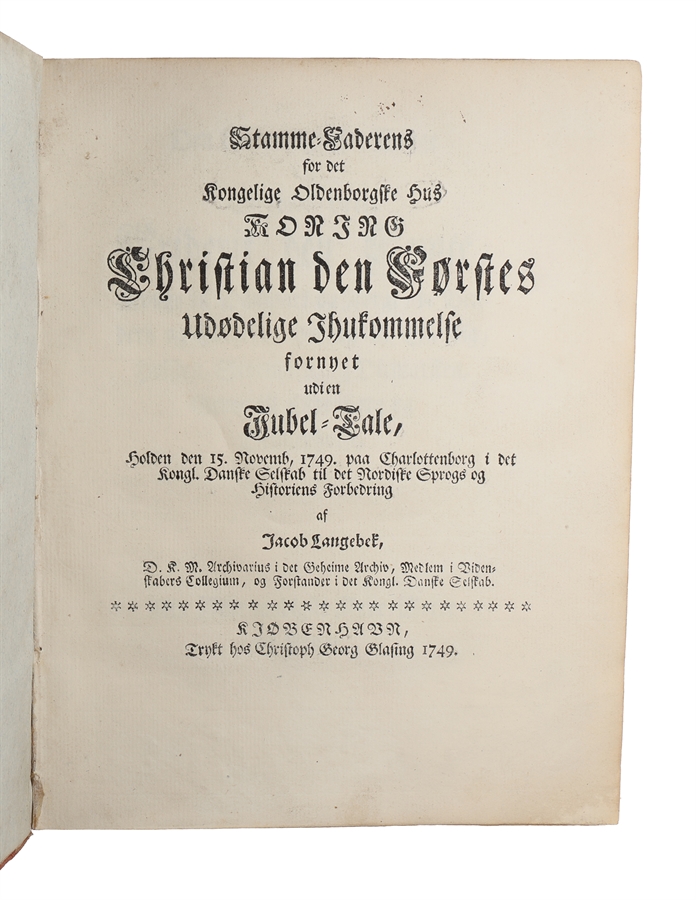 Stamme-Faderens
for det
Kongelige Oldenborgske Hus
KONING
Christian den Førstes
Udødelige Ihukommelse
fornyet
udi en
Jubel-Tale,
Holden den 15. Novemb, 1749. paa Charlottenborg i det
Kongl. Danske Selskab til det Nordiske Sprogs og
Historiens Forbedring
af
Jacob Langebek,
D. K. M. Archivarius i det Geheime Archiv, Medlem i Viden-
skabers Collegium, og Forstander i det Kongl. Danske Selskab.
KIØBENHAVN,
Trykt hos Christoph Georg Glasing 1749.